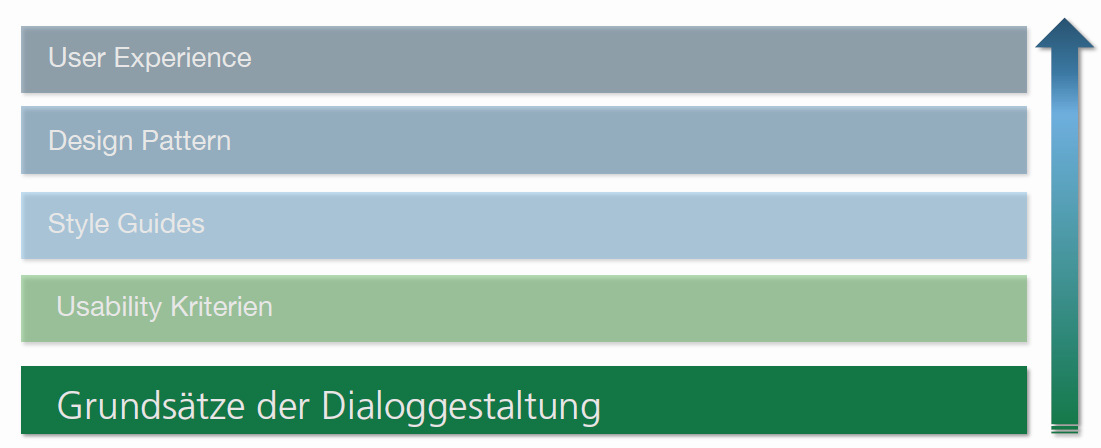 User Experience
Design Pattern
Style Guides
Usability Kriterien
Grundsätze der Dialoggestaltung